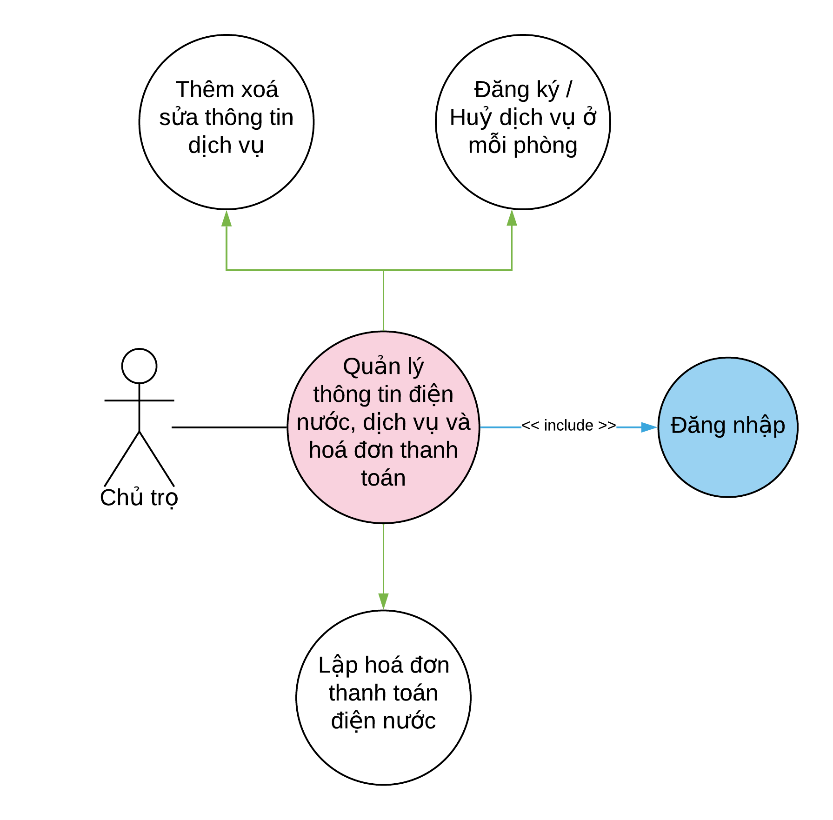 Thêm xoá
sửa thông tin
dịch vụ
Đăng ký /
Huỷ dịch vụ ở
mỗi phòng
Quản lý
thông tin điện
nước, dịch vụ và
hoá đơn thanh
toán
<< include >>
Đăng nhập
Chủ trọ
Lập hoá đơn
thanh toán
điện nước